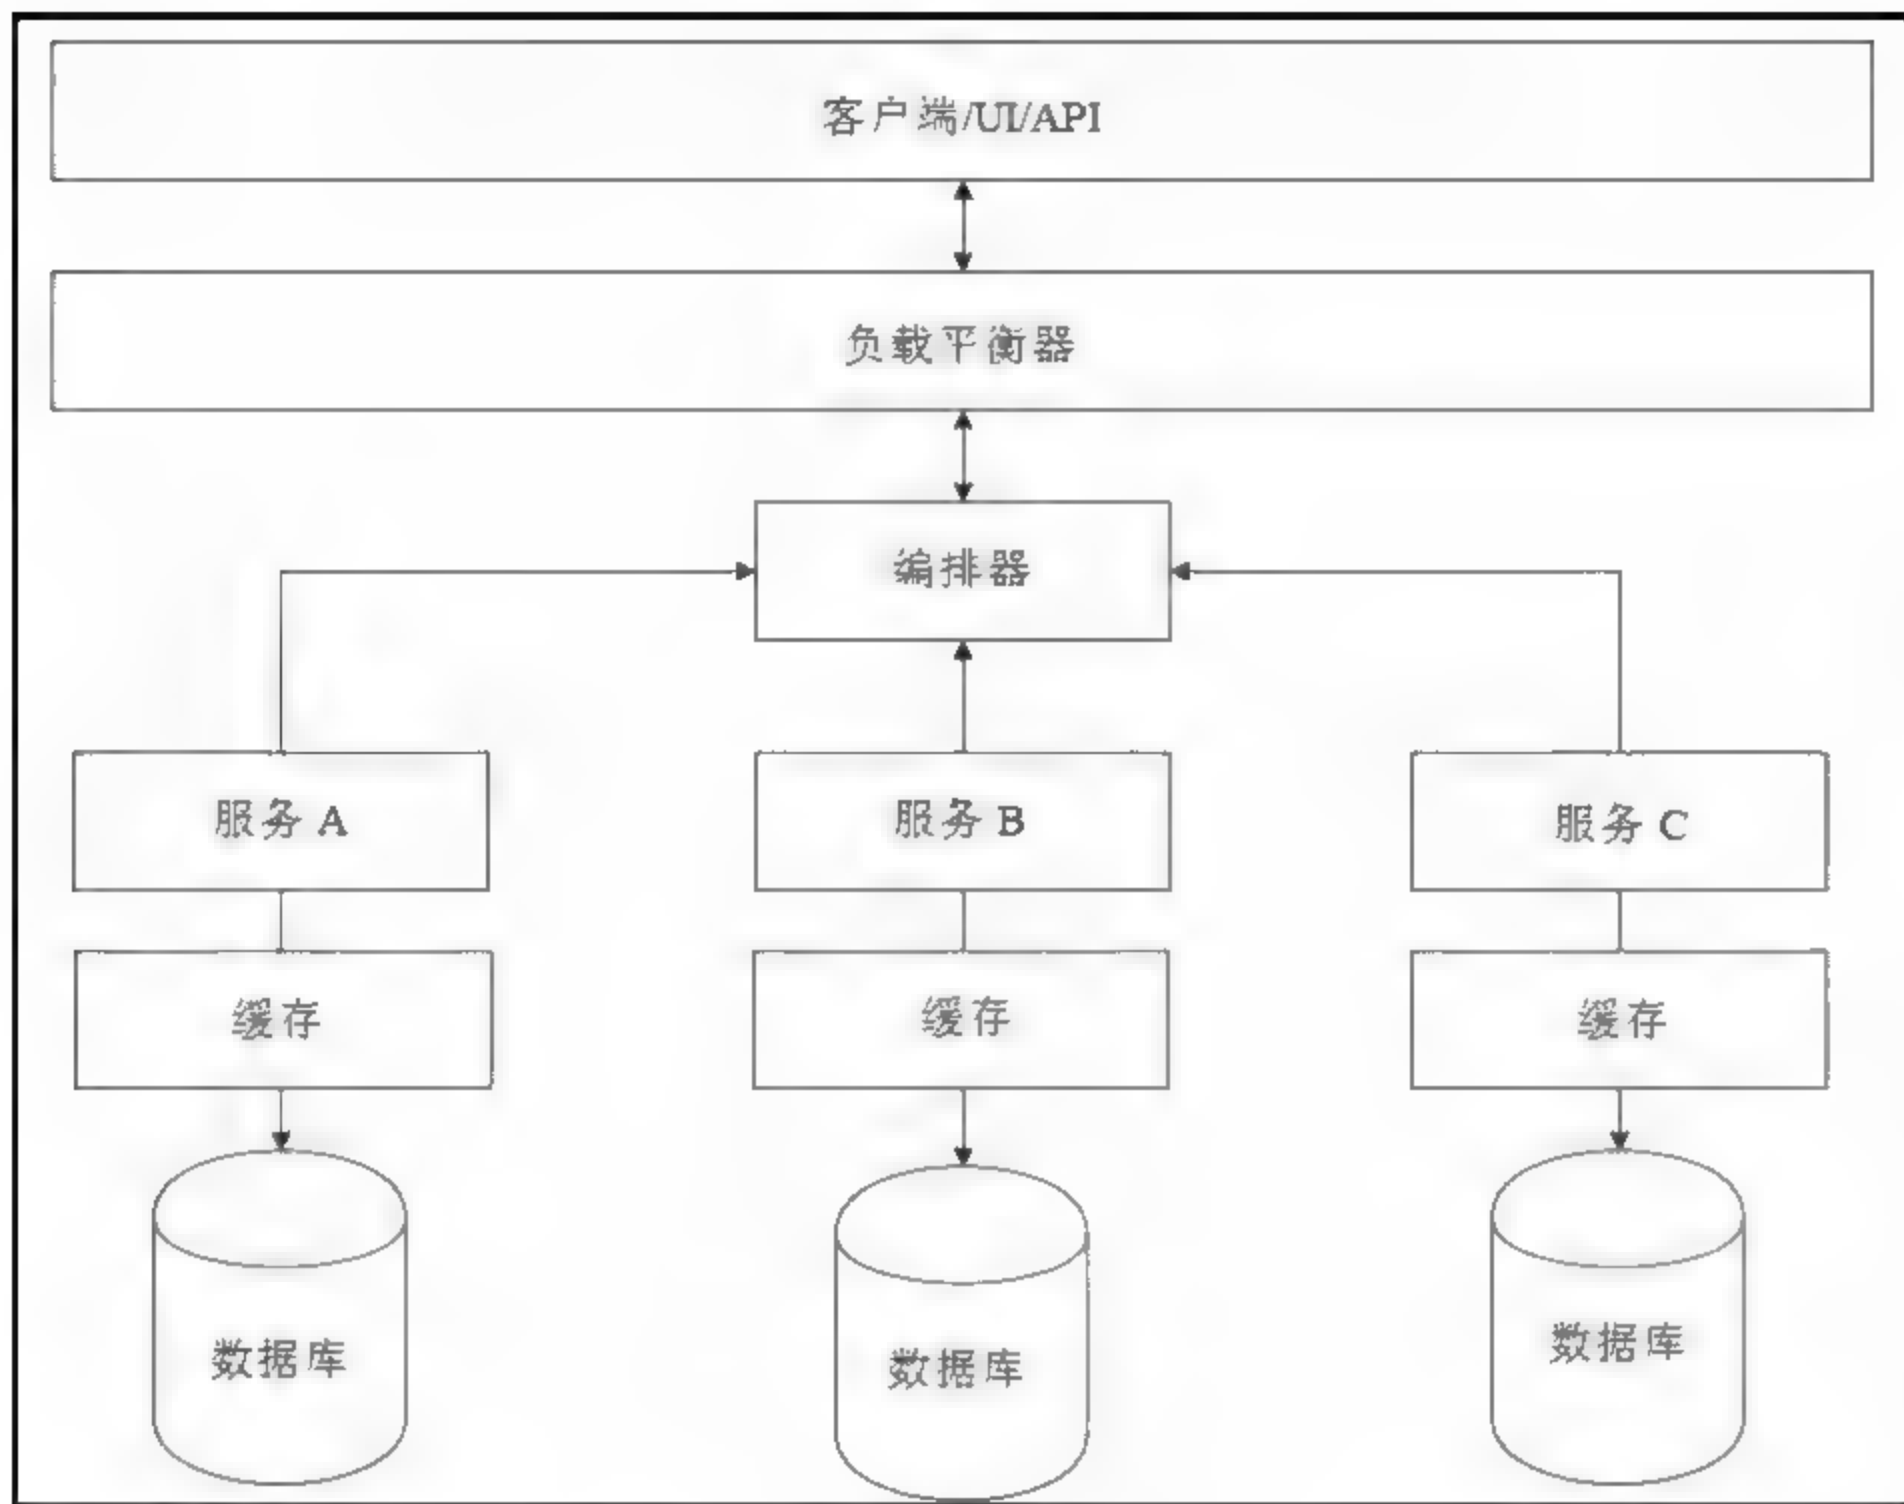 客户端/UI/API
负载平衡器
编排器
服务 A
服务 B
服务 C
缓存
缓存
缓存
数据库
数据库
数据库